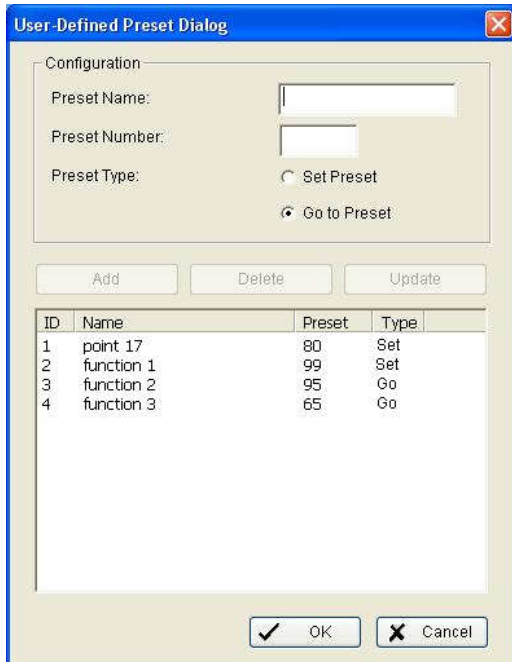 User-Defined Preset Dialog
Configuration
Preset Name:
Preset Number:
Preset Type:
Set Preset
Go to Preset
Add Delete Update
ID Name Preset Type
1 point 17 80 Set
2 function 1 99 Set
3 function 2 95 Go
4 function 3 65 Go
OK Cancel